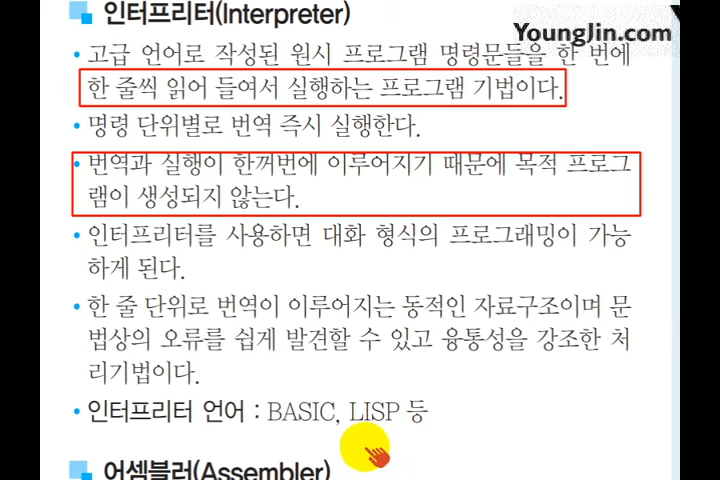 인터프리터(Interpreter)
YoungJin.com
• 고급 언어로 작성된 원시 프로그램 명령문들을 한 번에
한 줄씩 읽어 들여서 실행하는 프로그램 기법이다.
• 명령 단위별로 번역 즉시 실행한다.
• 번역과 실행이 한꺼번에 이루어지기 때문에 목적 프로그
램이 생성되지 않는다.
• 인터프리터를 사용하면 대화 형식의 프로그래밍이 가능
하게 된다.
• 한 줄 단위로 번역이 이루어지는 동적인 자료구조이며 문
법상의 오류를 쉽게 발견할 수 있고 융통성을 강조한 처
리기법이다.
• 인터프리터 언어 : BASIC, LISP 등
어셈블러(Assembler)